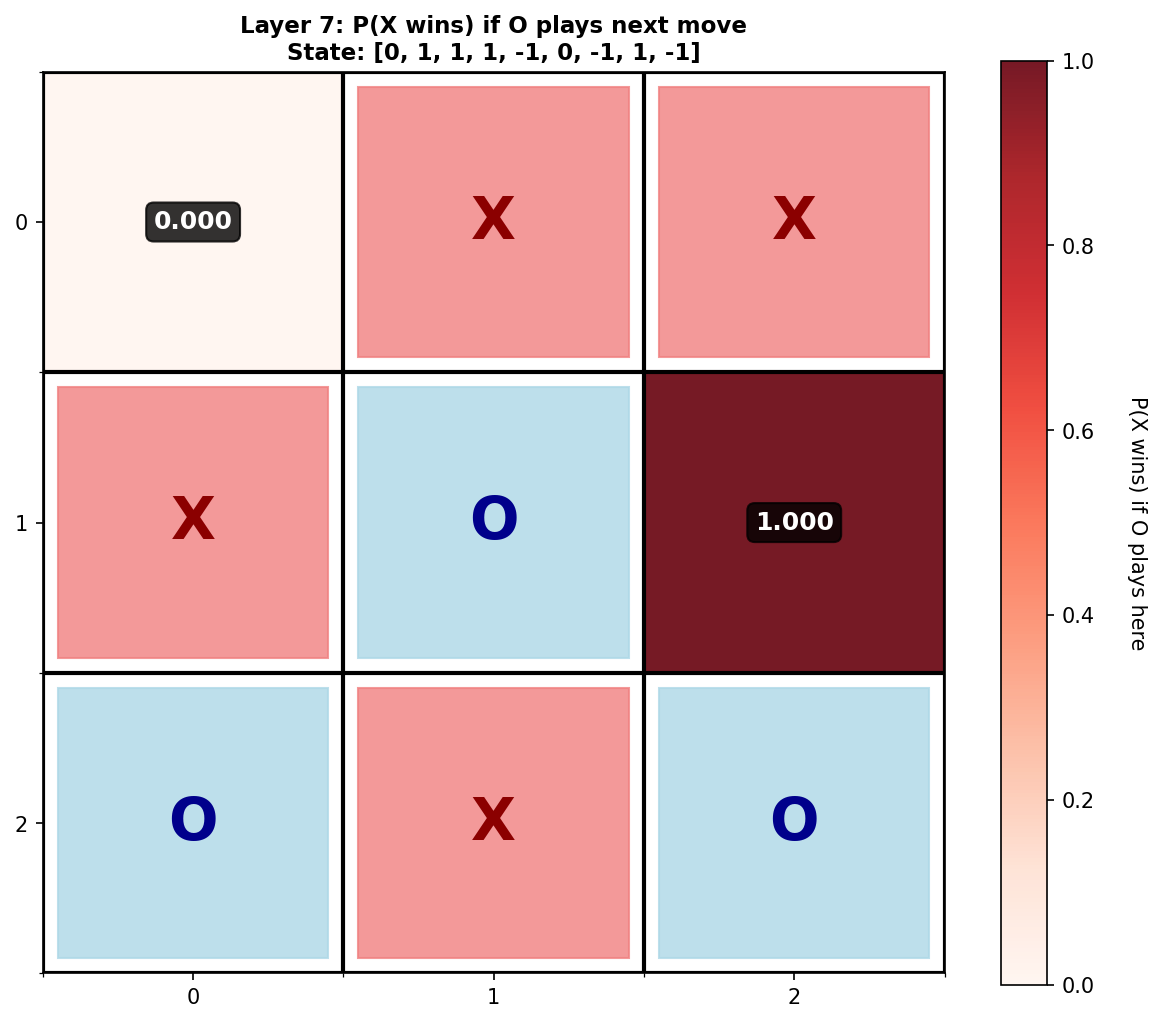 Layer 7: P(X wins) if O plays next move
State: [0, 1, 1, 1, -1, 0, -1, 1, -1]
0
0.000
X
X
1
X
O
1.000
2
O
X
O
0
1
2
1.0
0.8
0.6
0.4
0.2
0.0
P(X wins) if O plays here